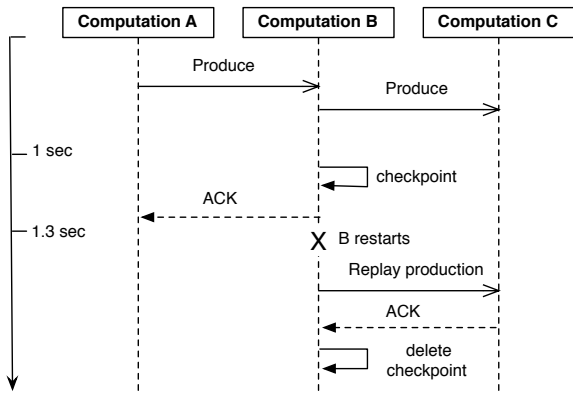 Computation A
Computation B
Computation C
Produce
Produce
1 sec
checkpoint
ACK
1.3 sec
X
B restarts
Replay production
ACK
delete
checkpoint